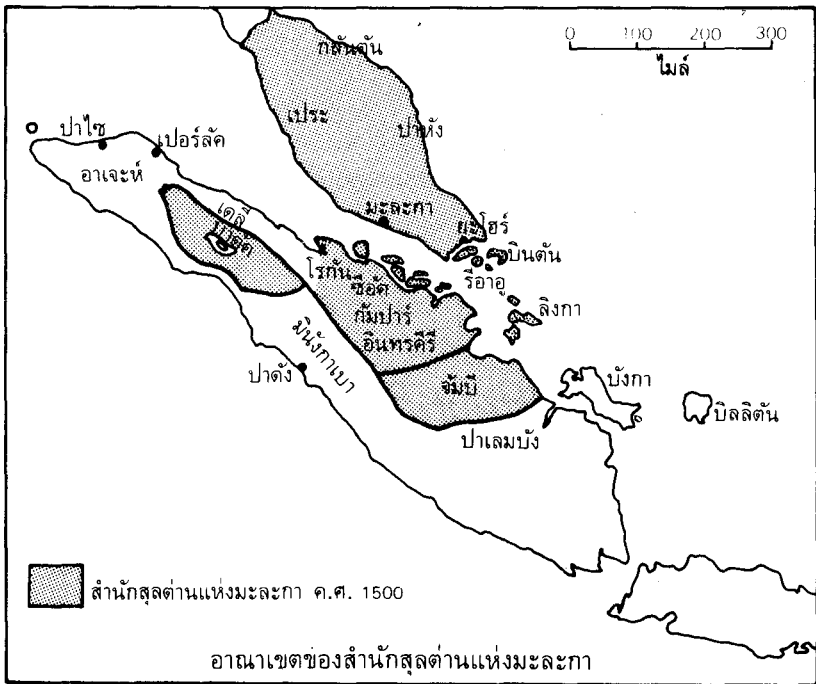 0 100 200 300
ไมล์
กลันตัน
เประ
ปาหัง
ปาไซ
เปอร์ลัค
อาเจะห์
มะละกา
เดลี
บาตัค
ยะโฮร์
บินตัน
รีอาอู
โรกัน
ซีอัค
กัมปาร์
อินทรคีรี
ลิงกา
มินังกาเบา
ปาดัง
จัมบี
บังกา
บิลลิตัน
ปาเลมบัง
สำนักสุลต่านแห่งมะละกา ค.ศ. 1500
อาณาเขตของสำนักสุลต่านแห่งมะละกา